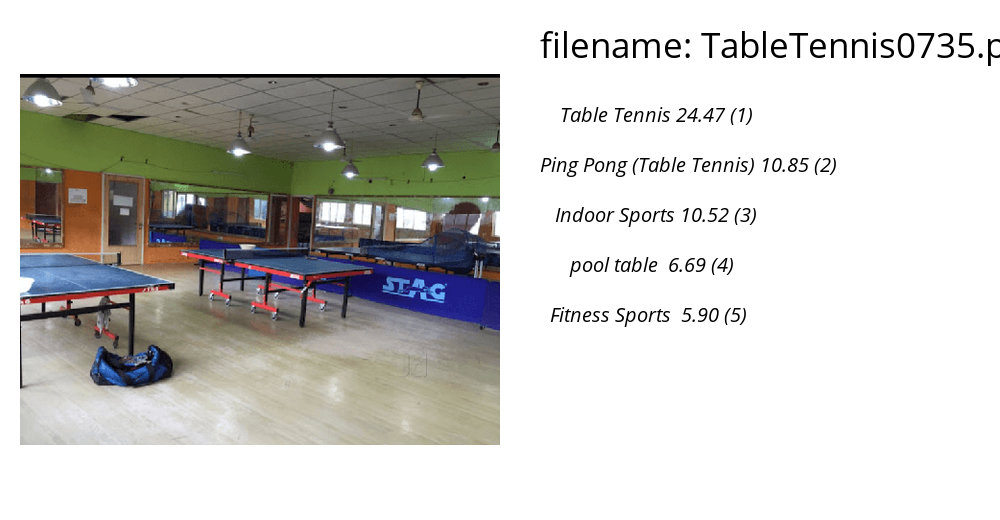 filename: TableTennis0735.p
Table Tennis 24.47 (1)
Ping Pong (Table Tennis) 10.85 (2)
Indoor Sports 10.52 (3)
pool table 6.69 (4)
Fitness Sports 5.90 (5)
STAG